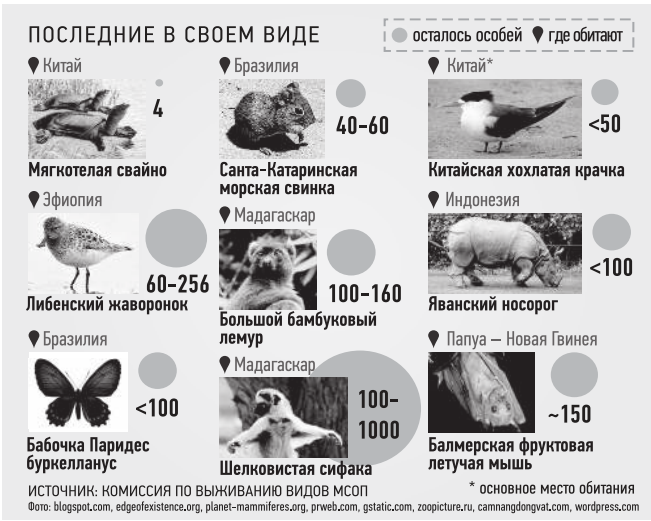 ПОСЛЕДНИЕ В СВОЕМ ВИДЕ
осталось особей где обитают
Китай
4
Мягкотелая свайно
Бразилия
40–60
Санта-Катаринская
морская свинка
Китай*
<50
Китайская хохлатая крачка
Эфиопия
60–256
Либенский жаворонок
Мадагаскар
100–160
Большой бамбуковый
лемур
Индонезия
<100
Яванский носорог
Бразилия
<100
Бабочка Паридес
буркелланус
Мадагаскар
100–
1000
Шелковистая сифака
Папуа — Новая Гвинея
~150
Балмерская фруктовая
летучая мышь
ИСТОЧНИК: КОМИССИЯ ПО ВЫЖИВАНИЮ ВИДОВ МСОП
* основное место обитания
Фото: blogspot.com, edgeofexistence.org, planet-mammiferes.org, prweb.com, gstatic.com, zoopicture.ru, camnangdongvat.com, wordpress.com